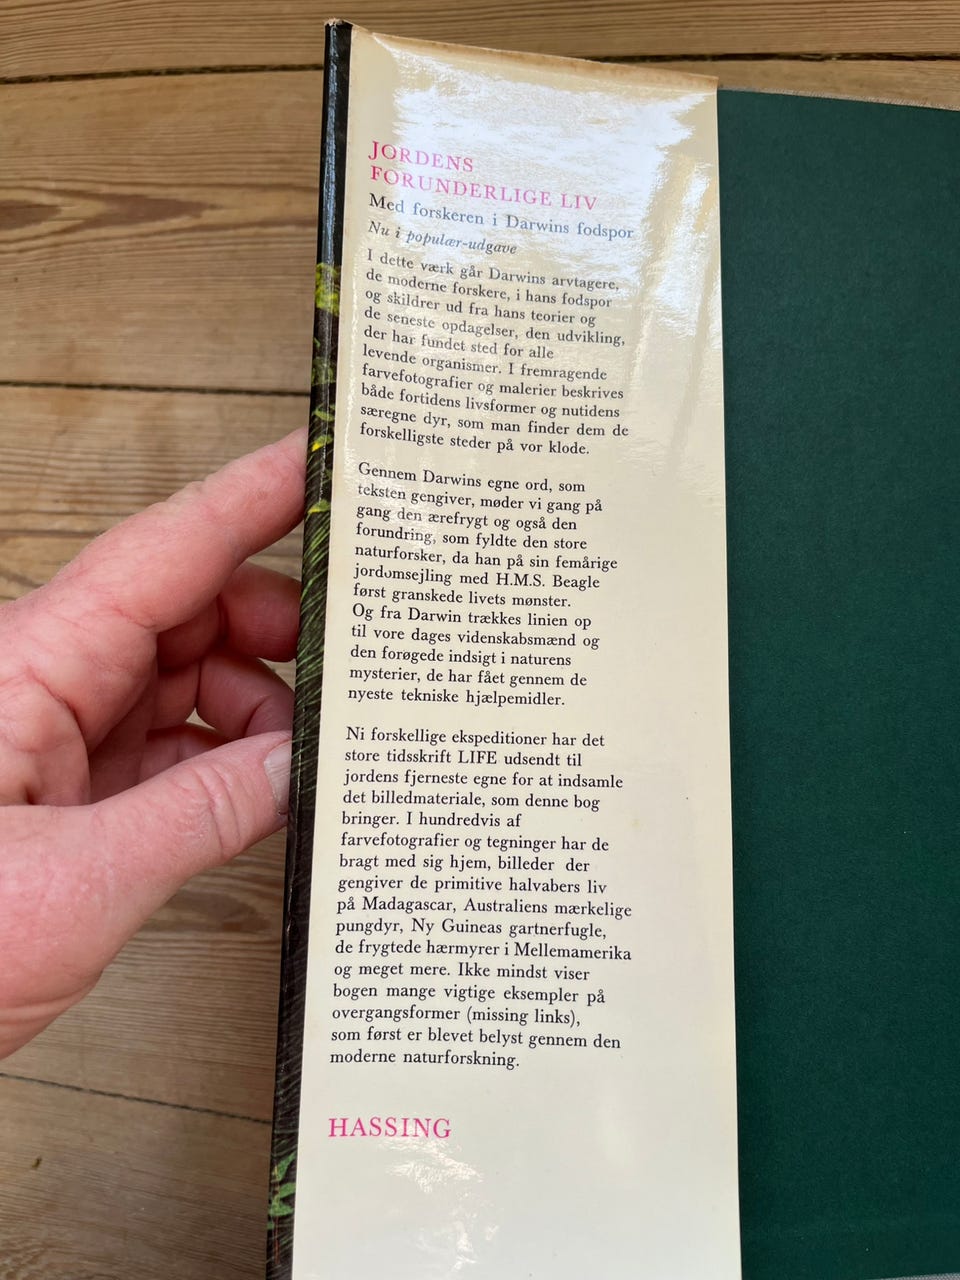 JORDENS
FORUNDERLIGE LIV
Med forskeren i Darwins fodspor
Nu i populær-udgave
I dette værk går Darwins arvtagere,
de moderne forskere, i hans fodspor
og skildrer ud fra hans teorier og
de seneste opdagelser, den udvikling,
der har fundet sted for alle
levende organismer. I fremragende
farvefotografier og malerier beskrives
både fortidens livsformer og nutidens
særegne dyr, som man finder dem de
forskelligste steder på vor klode.
Gennem Darwins egne ord, som
teksten gengiver, møder vi gang på
gang den ærefrygt og også den
forundring, som fyldte den store
naturforsker, da han på sin femårige
jordomsejling med H.M.S. Beagle
først granskede livets mønster.
Og fra Darwin trækkes linien op
til vore dages videnskabsmænd og
den forøgede indsigt i naturens
mysterier, de har fået gennem de
nyeste tekniske hjælpemidler.
Ni forskellige ekspeditioner har det
store tidsskrift LIFE udsendt til
jordens fjerneste egne for at indsamle
det billedmateriale, som denne bog
bringer. I hundredvis af
farvefotografier og tegninger har de
bragt med sig hjem, billeder der
gengiver de primitive halvabers liv
på Madagascar, Australiens mærkelige
pungdyr, Ny Guineas gartnerfugle,
de frygtede hærmyrer i Mellemamerika
og meget mere. Ikke mindst viser
bogen mange vigtige eksempler på
overgangsformer (missing links),
som først er blevet belyst gennem den
moderne naturforskning.
HASSING